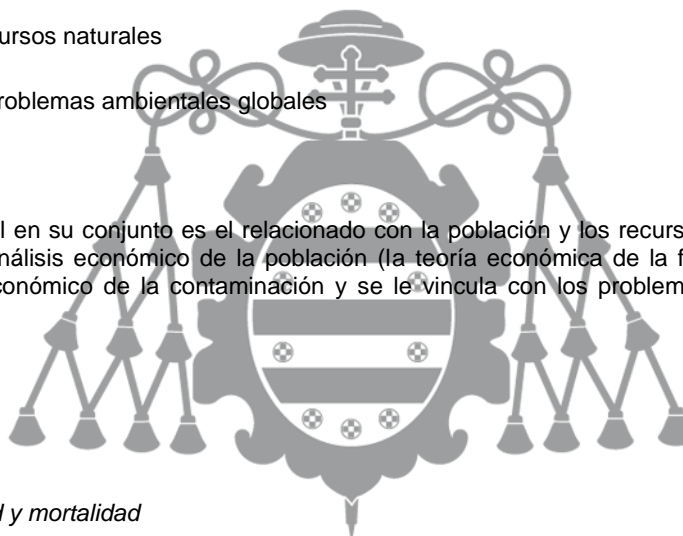 ursos naturales
roblemas ambientales globales
l en su conjunto es el relacionado con la población y los recurs
nálisis económico de la población (la teoría económica de la f
conómico de la contaminación y se le vincula con los problem
d y mortalidad